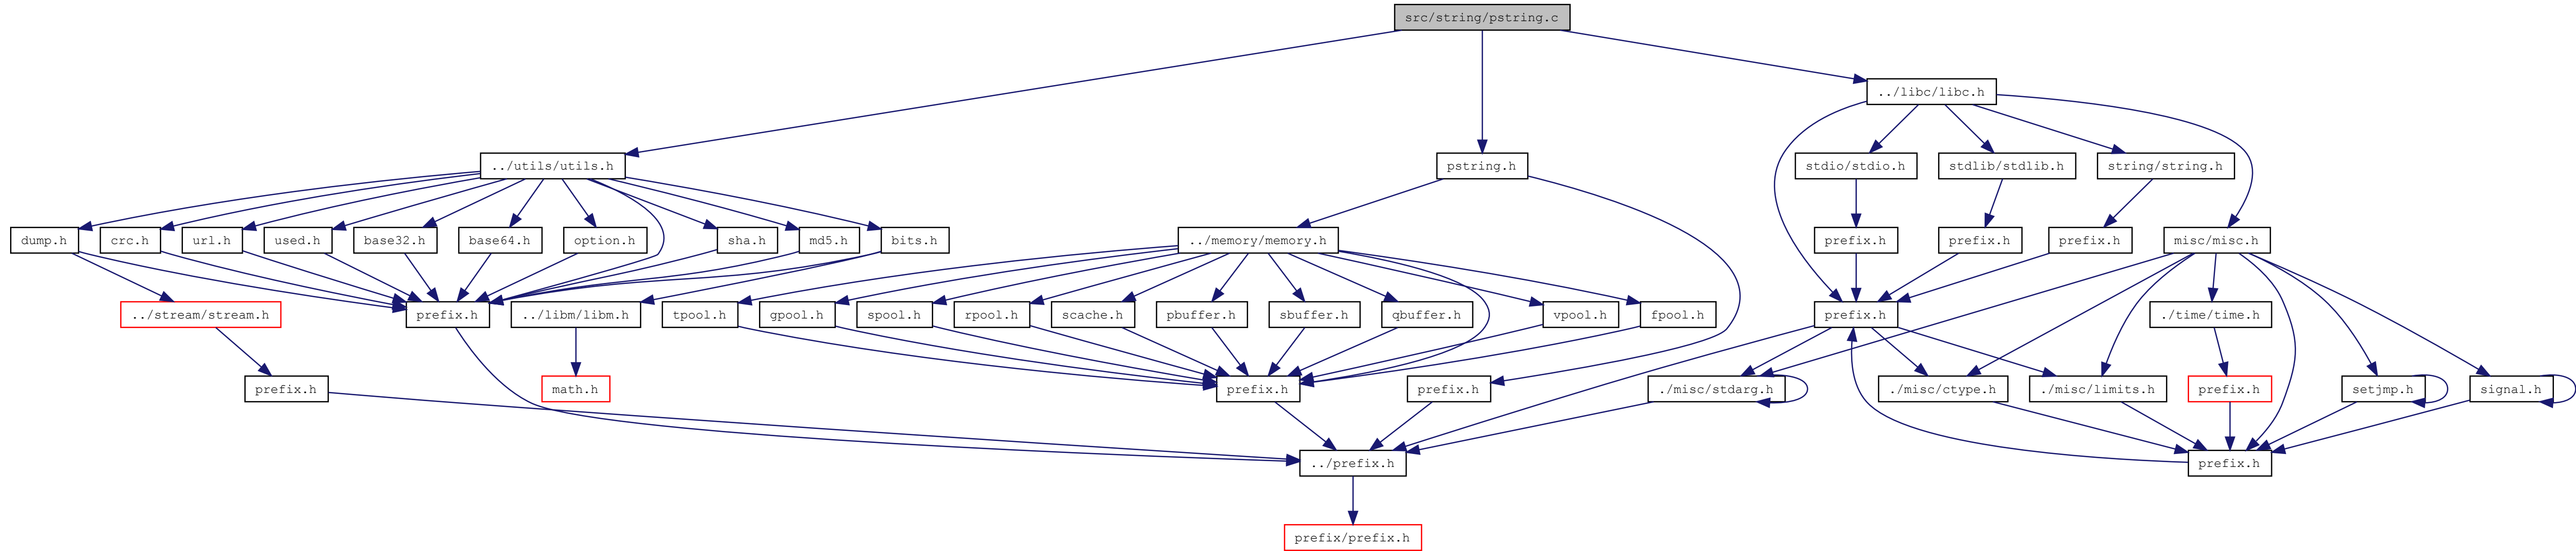 src/string/pstring.c
../libc/libc.h
../utils/utils.h
pstring.h
stdio/stdio.h
stdlib/stdlib.h
string/string.h
dump.h
crc.h
url.h
used.h
base32.h
base64.h
option.h
sha.h
md5.h
bits.h
../memory/memory.h
prefix.h
prefix.h
prefix.h
misc/misc.h
../stream/stream.h
prefix.h
../libm/libm.h
tpool.h
gpool.h
spool.h
rpool.h
scache.h
pbuffer.h
sbuffer.h
qbuffer.h
vpool.h
fpool.h
prefix.h
./time/time.h
prefix.h
math.h
prefix.h
prefix.h
./misc/stdarg.h
./misc/ctype.h
./misc/limits.h
prefix.h
setjmp.h
signal.h
../prefix.h
prefix.h
prefix/prefix.h